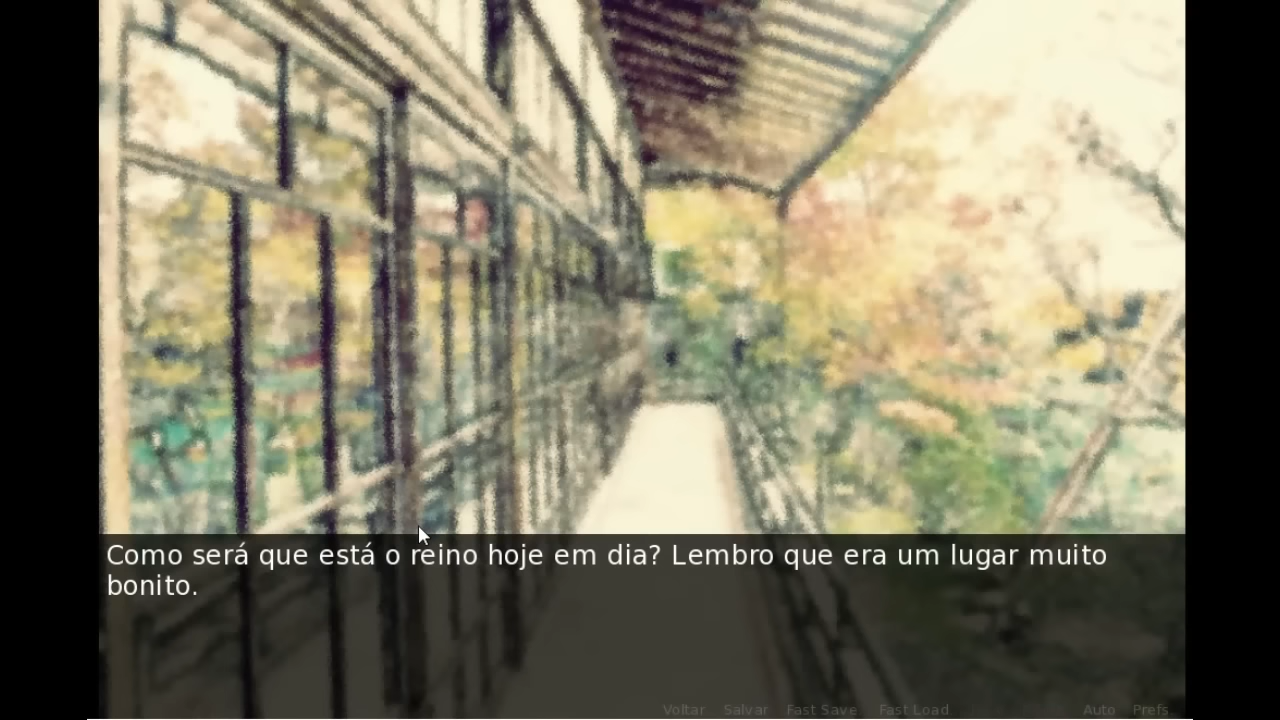 Como será que está o reino hoje em dia? Lembro que era um lugar muito
bonito.
Voltar Salvar Fast Save Fast Load Auto Prefs